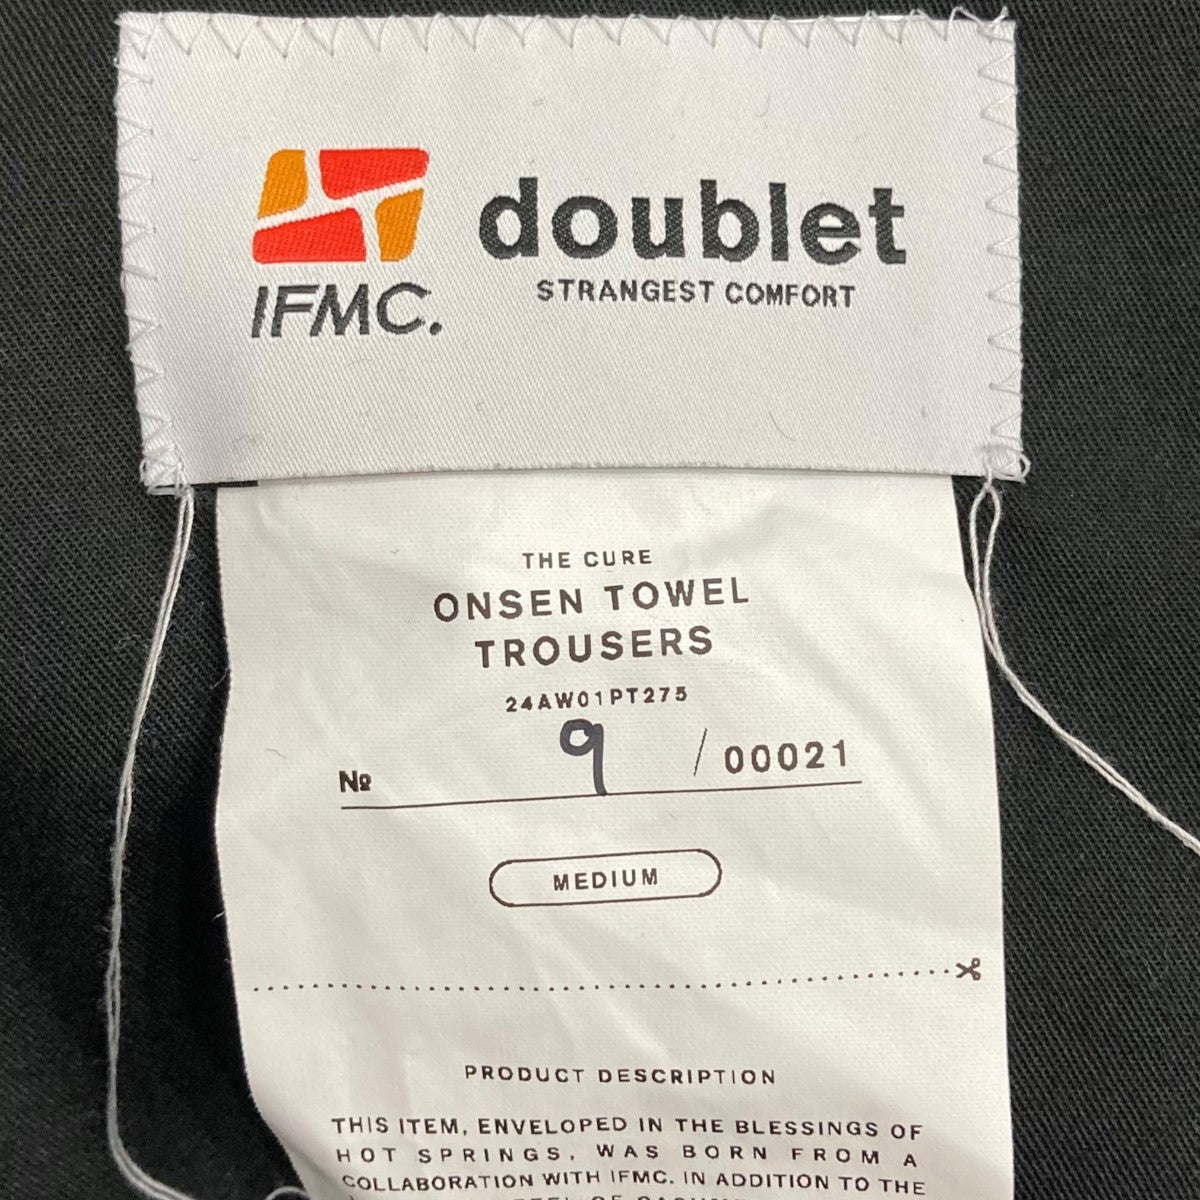 IFMC.
doublet
STRANGEST COMFORT
THE CURE
ONSEN TOWEL
TROUSERS
24AW01PT275
№ 9 / 00021
MEDIUM
PRODUCT DESCRIPTION
THIS ITEM, ENVELOPED IN THE BLESSINGS OF
HOT SPRINGS, WAS BORN FROM A
COLLABORATION WITH IFMC. IN ADDITION TO THE